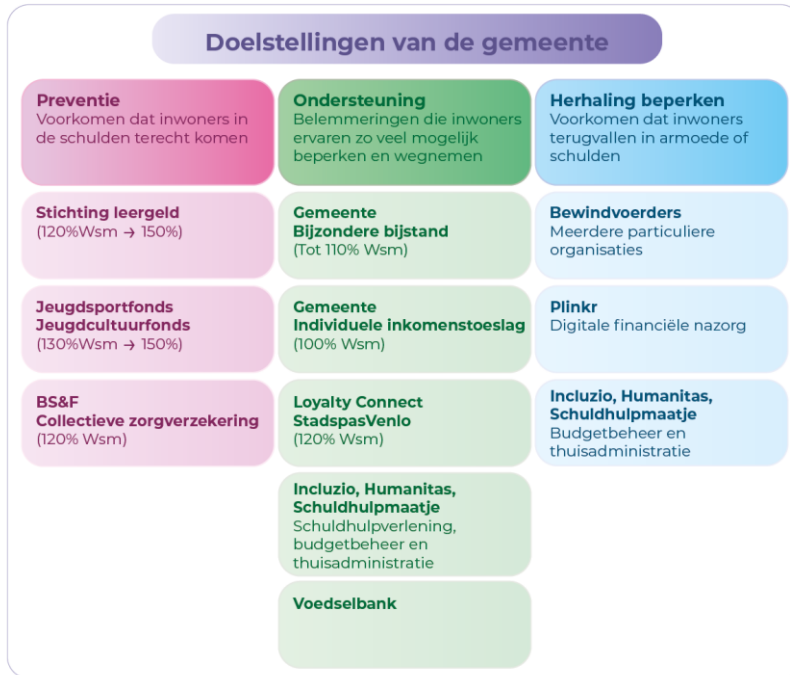 Doelstellingen van de gemeente
Preventie
Voorkomen dat inwoners in
de schulden terecht komen
Stichting leergeld
(120%Wsm → 150%)
Jeugdsportfonds
Jeugdcultuurfonds
(130%Wsm → 150%)
BS&F
Collectieve zorgverzekering
(120% Wsm)
Ondersteuning
Belemmeringen die inwoners
ervaren zo veel mogelijk
beperken en wegnemen
Gemeente
Bijzondere bijstand
(Tot 110% Wsm)
Gemeente
Individuele inkomenstoeslag
(100% Wsm)
Loyalty Connect
StadspasVenlo
(120% Wsm)
Incluzio, Humanitas,
Schuldhulpmaatje
Schuldhulpverlening,
budgetbeheer en
thuisadministratie
Voedselbank
Herhaling beperken
Voorkomen dat inwoners
terugvallen in armoede of
schulden
Bewindvoerders
Meerdere particuliere
organisaties
Plinkr
Digitale financiële nazorg
Incluzio, Humanitas,
Schuldhulpmaatje
Budgetbeheer en
thuisadministratie